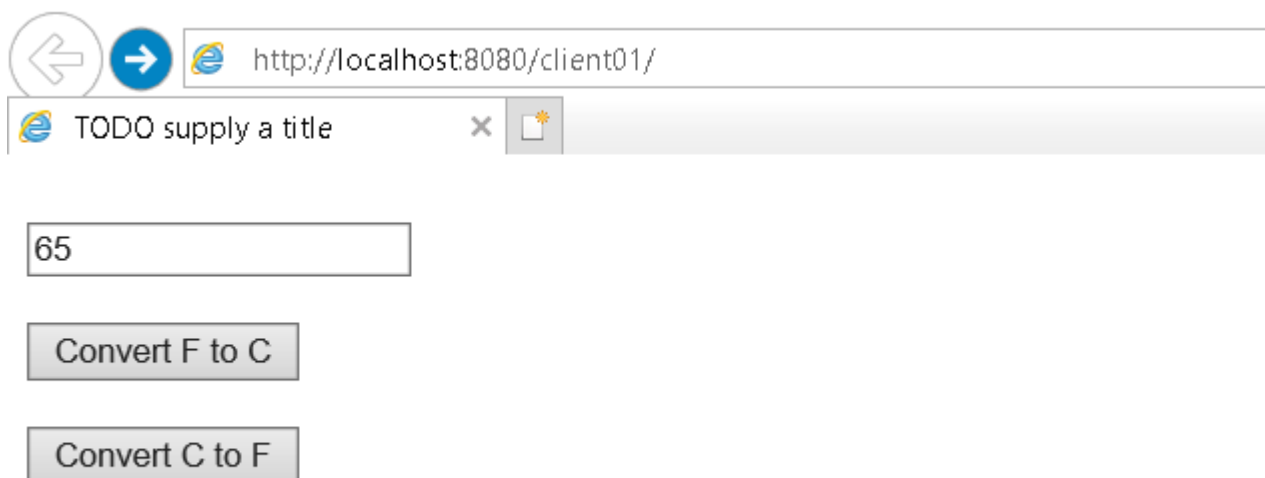 http://localhost:8080/client01/
TODO supply a title
65
Convert F to C
Convert C to F